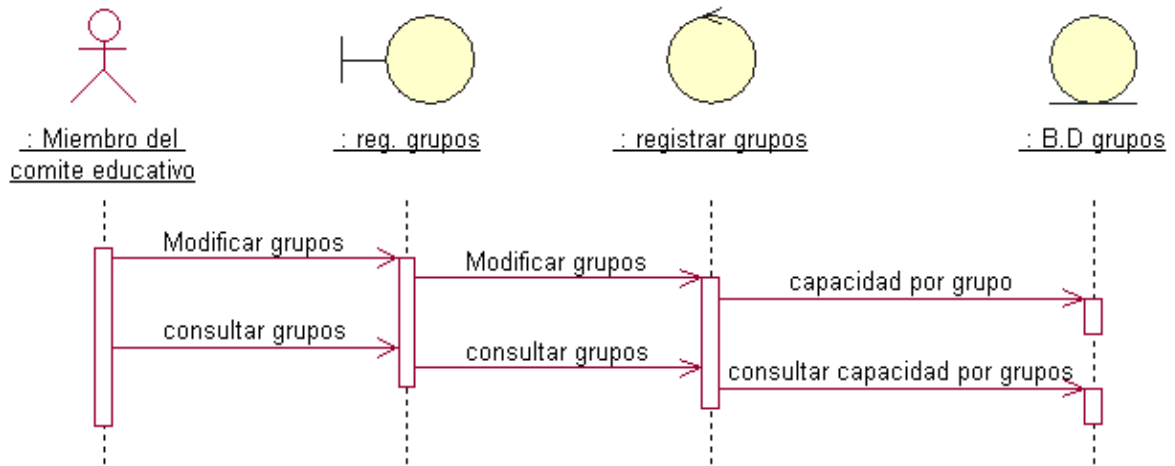 : Miembro del
comite educativo
: reg. grupos
: registrar grupos
: B.D grupos
Modificar grupos
Modificar grupos
capacidad por grupo
consultar grupos
consultar grupos
consultar capacidad por grupos